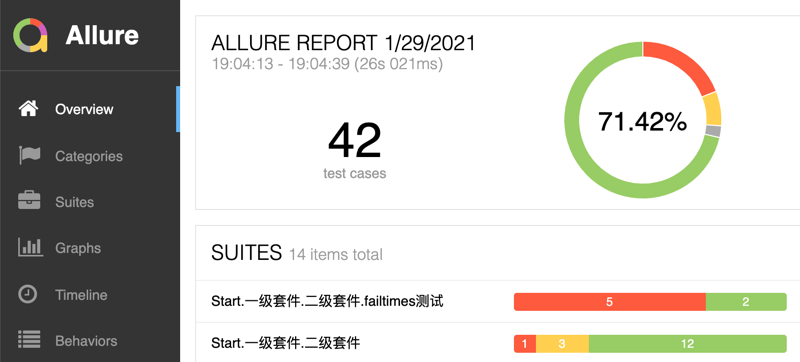 Allure
Overview
Categories
Suites
Graphs
Timeline
Behaviors
ALLURE REPORT 1/29/2021
19:04:13 - 19:04:39 (26s 021ms)
42
test cases
71.42%
SUITES 14 items total
Start.一级套件.二级套件.failtimes测试 5 2
Start.一级套件.二级套件 1 3 12